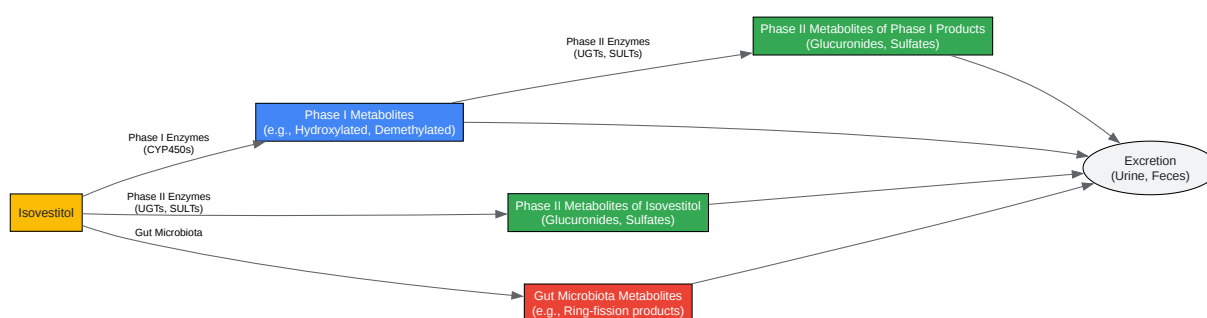 Phase II Metabolites of Phase I Products
(Glucuronides, Sulfates)
Phase II Enzymes
(UGTs, SULTs)
Phase I Metabolites
(e.g., Hydroxylated, Demethylated)
Phase I Enzymes
(CYP450s)
Excretion
(Urine, Feces)
Isovestitol
Phase II Enzymes
(UGTs, SULTs)
Phase II Metabolites of Isovestitol
(Glucuronides, Sulfates)
Gut Microbiota
Gut Microbiota Metabolites
(e.g., Ring-fission products)